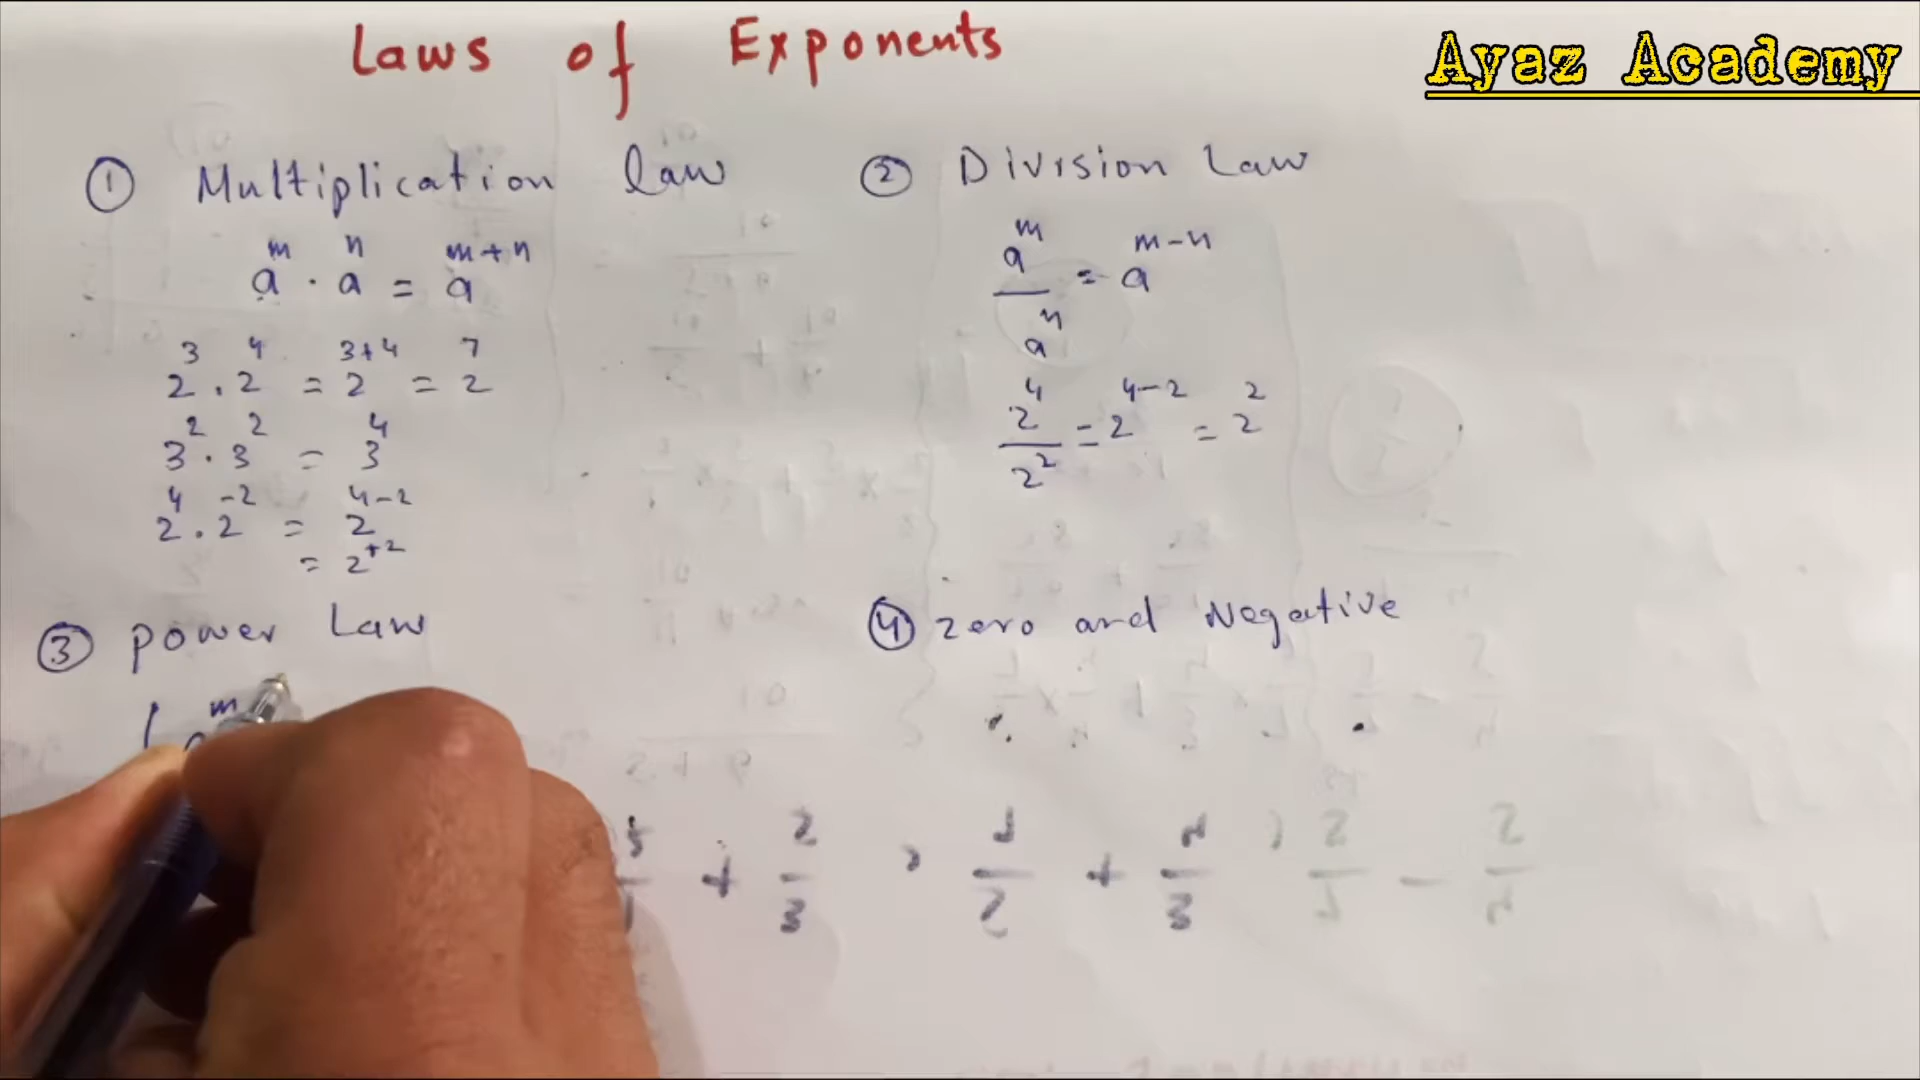 Laws of Exponents
Ayaz Academy
① Multiplication law
a^m · a^n = a^(m+n)
2^3 · 2^4 = 2^(3+4) = 2^7
3^2 · 3^2 = 3^4
2^4 · 2^-2 = 2^(4-2)
= 2^+2
② Division Law
a^m / a^n = a^(m-n)
2^4 / 2^2 = 2^(4-2) = 2^2
③ power Law
(a^m
④ zero and Negative